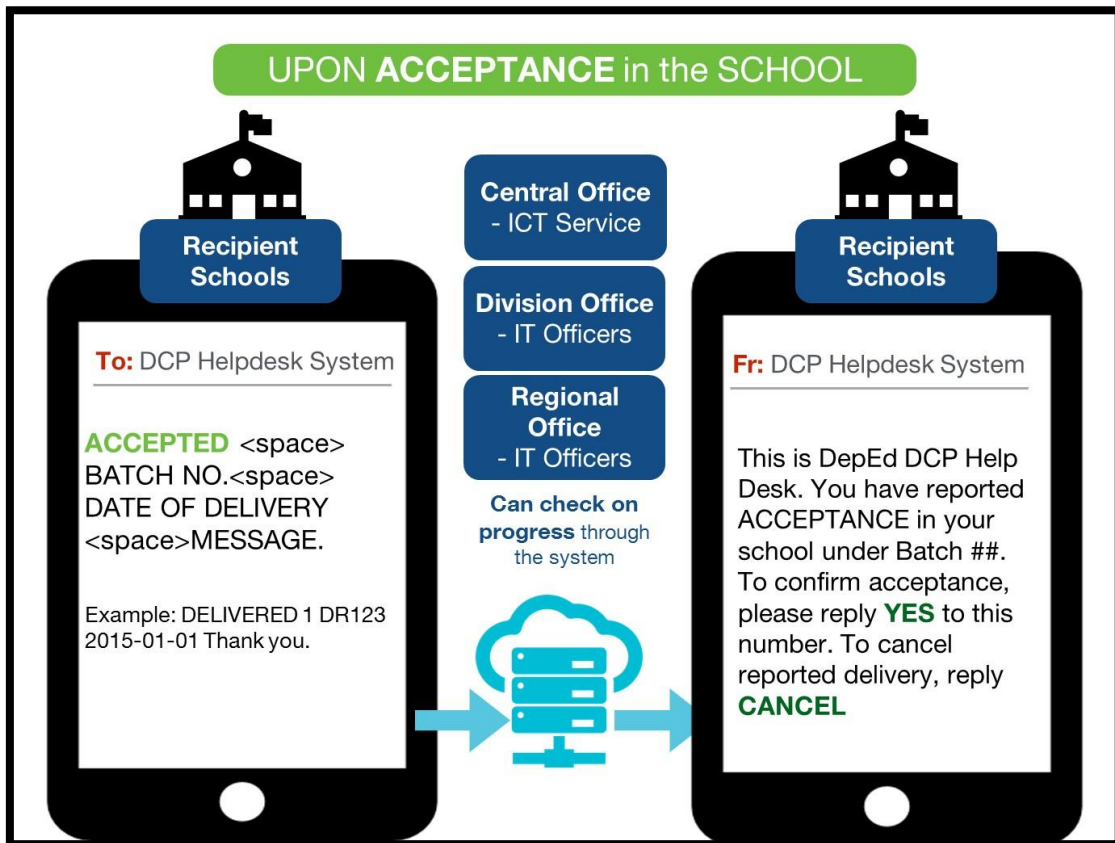 UPON ACCEPTANCE in the SCHOOL
Recipient
Schools
To: DCP Helpdesk System
ACCEPTED <space>
BATCH NO.<space>
DATE OF DELIVERY
<space>MESSAGE.
Example: DELIVERED 1 DR123
2015-01-01 Thank you.
Central Office
- ICT Service
Division Office
- IT Officers
Regional
Office
- IT Officers
Can check on
progress through
the system
Recipient
Schools
Fr: DCP Helpdesk System
This is DepEd DCP Help
Desk. You have reported
ACCEPTANCE in your
school under Batch ##.
To confirm acceptance,
please reply YES to this
number. To cancel
reported delivery, reply
CANCEL